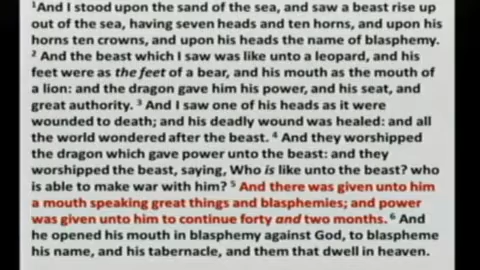 ¹And I stood upon the sand of the sea, and saw a beast rise up
out of the sea, having seven heads and ten horns, and upon his
horns ten crowns, and upon his heads the name of blasphemy.
² And the beast which I saw was like unto a leopard, and his
feet were as the feet of a bear, and his mouth as the mouth of
a lion: and the dragon gave him his power, and his seat, and
great authority. ³ And I saw one of his heads as it were
wounded to death; and his deadly wound was healed: and all
the world wondered after the beast. ⁴ And they worshipped
the dragon which gave power unto the beast: and they
worshipped the beast, saying, Who is like unto the beast? who
is able to make war with him? ⁵ And there was given unto him
a mouth speaking great things and blasphemies; and power
was given unto him to continue forty and two months. ⁶ And
he opened his mouth in blasphemy against God, to blaspheme
his name, and his tabernacle, and them that dwell in heaven.